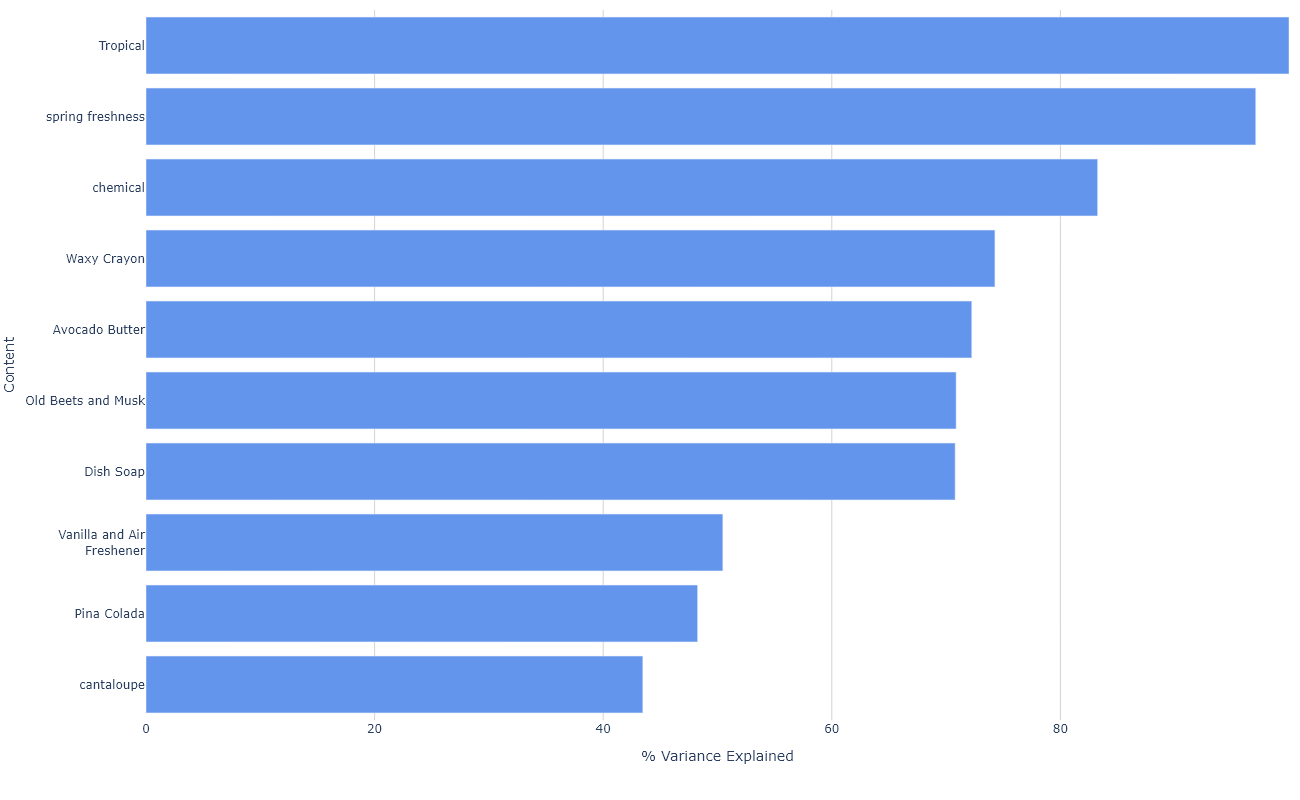 Tropical
spring freshness
chemical
Waxy Crayon
Avocado Butter
Old Beets and Musk
Dish Soap
Vanilla and Air
Freshener
Pina Colada
cantaloupe
Content
0 20 40 60 80
% Variance Explained